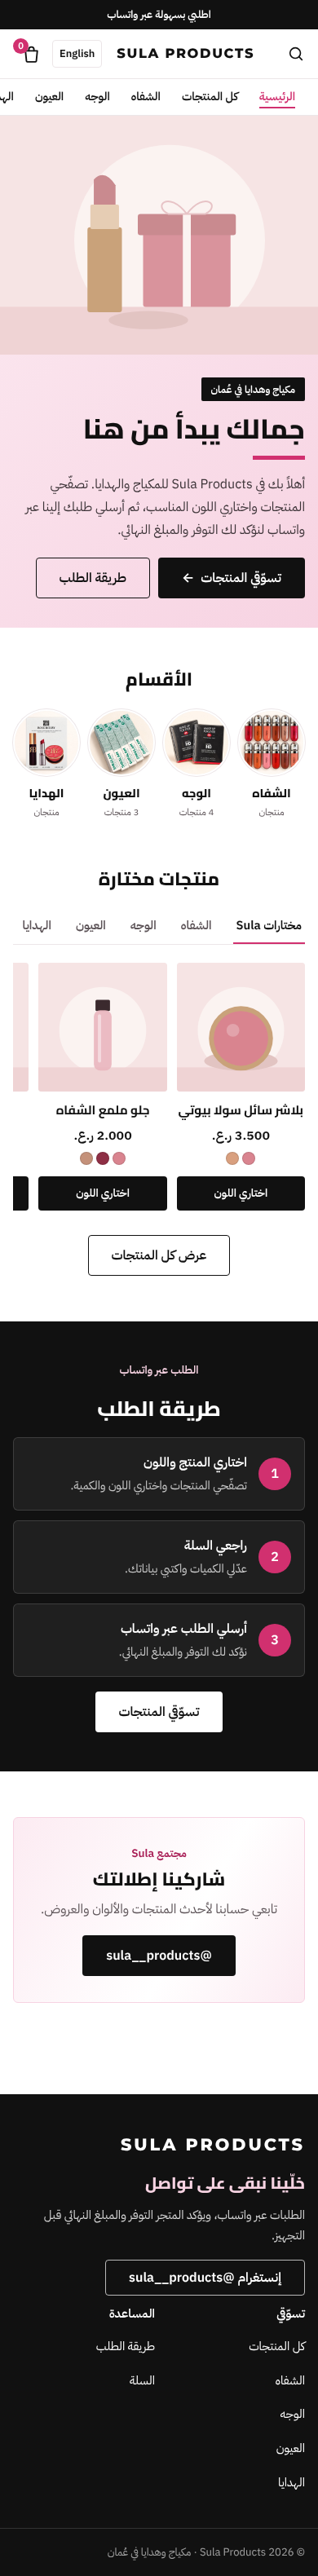 اطلبي بسهولة عبر واتساب
SULA PRODUCTS
English
0
الرئيسية
كل المنتجات
الشفاه
الوجه
العيون
مكياج وهدايا في عُمان
جمالك يبدأ من هنا
أهلاً بك في Sula Products للمكياج والهدايا. تصفّحي
المنتجات واختاري اللون المناسب، ثم أرسلي طلبك إلينا عبر
واتساب لنؤكد لك التوفر والمبلغ النهائي.
تسوّقي المنتجات ←
طريقة الطلب
الأقسام
الشفاه
منتجان
الوجه
4 منتجات
العيون
3 منتجات
الهدايا
منتجان
منتجات مختارة
مختارات Sula
الشفاه
الوجه
العيون
الهدايا
بلاشر سائل سولا بيوتي
3.500 ر.ع.
اختاري اللون
جلو ملمع الشفاه
2.000 ر.ع.
اختاري اللون
عرض كل المنتجات
الطلب عبر واتساب
طريقة الطلب
1
اختاري المنتج واللون
تصفّحي المنتجات واختاري اللون والكمية.
2
راجعي السلة
عدّلي الكميات واكتبي بياناتك.
3
أرسلي الطلب عبر واتساب
نؤكد لك التوفر والمبلغ النهائي.
تسوّقي المنتجات
مجتمع Sula
شاركينا إطلالتك
تابعي حسابنا لأحدث المنتجات والألوان والعروض.
@sula__products
SULA PRODUCTS
خلّينا نبقى على تواصل
الطلبات عبر واتساب، ويؤكد المتجر التوفر والمبلغ النهائي قبل
التجهيز.
إنستغرام @sula__products
تسوّقي
كل المنتجات
الشفاه
الوجه
العيون
الهدايا
المساعدة
طريقة الطلب
السلة
© 2026 Sula Products · مكياج وهدايا في عُمان